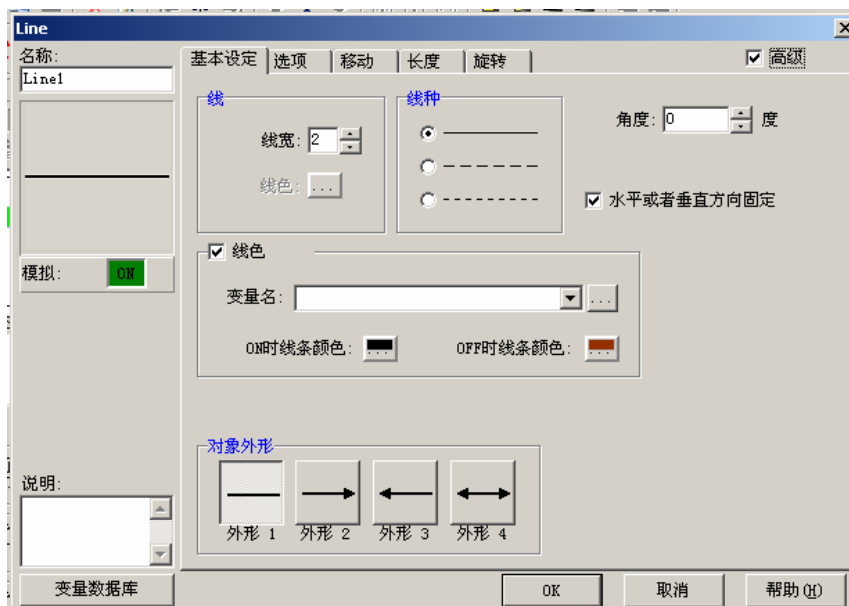 Line
名称:
Line1
基本设定 选项 移动 长度 旋转
高级
线
线宽: 2
线色: ...
线种
角度: 0 度
水平或者垂直方向固定
模拟: ON
线色
变量名: ...
ON时线条颜色: ...
OFF时线条颜色: ...
对象外形
外形 1 外形 2 外形 3 外形 4
说明:
变量数据库
OK 取消 帮助(H)